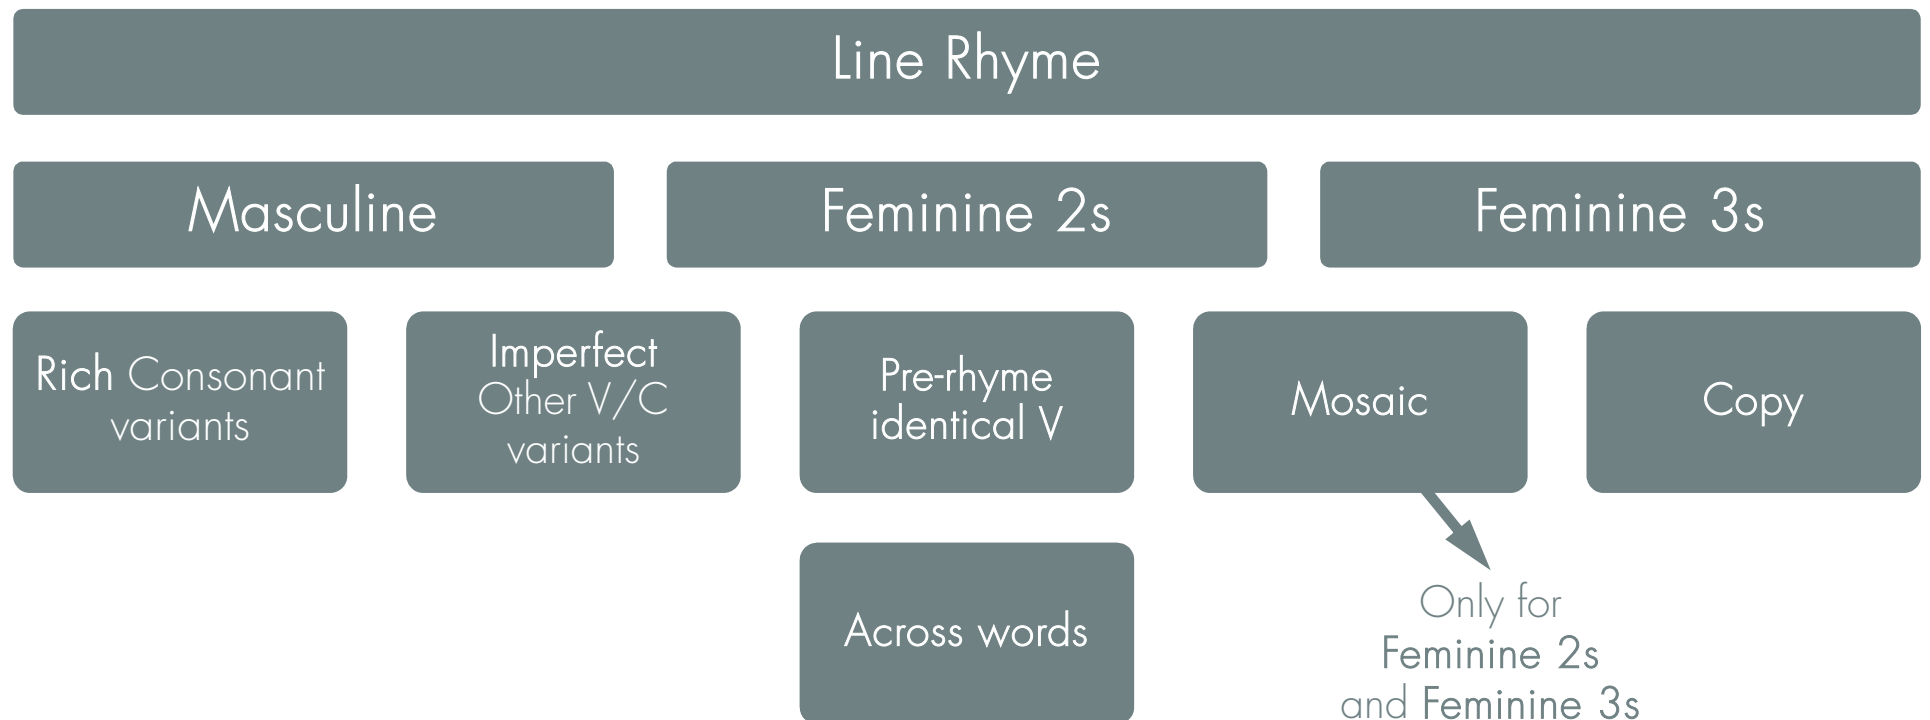 Line Rhyme
Masculine
Feminine 2s
Feminine 3s
Rich Consonant
variants
Imperfect
Other V/C
variants
Pre-rhyme
identical V
Mosaic
Copy
Across words
Only for
Feminine 2s
and Feminine 3s